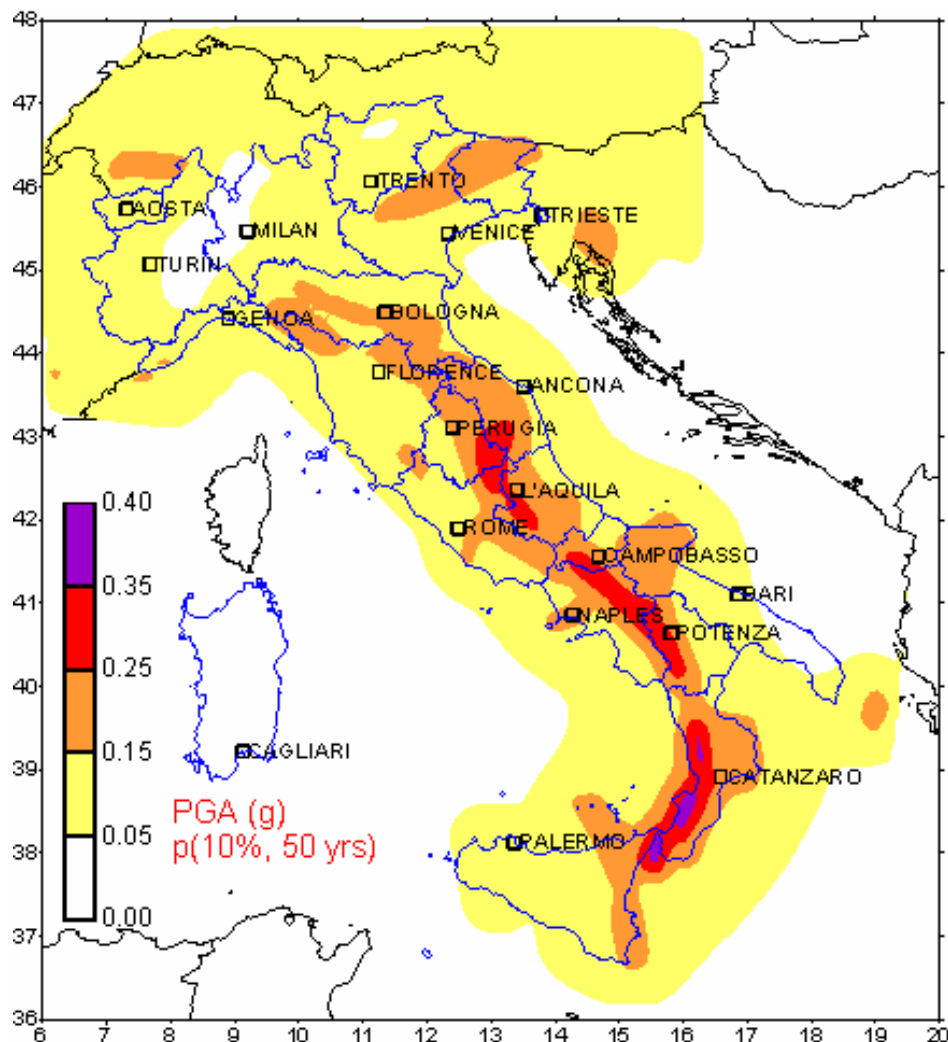 48
47
46
45
44
43
42
41
40
39
38
37
36
TRENTO
AOSTA
TRIESTE
MILAN
VENICE
TURIN
GENOA
BOLOGNA
FLORENCE
ANCONA
PERUGIA
L'AQUILA
ROME
CAMPOBASSO
BARI
NAPLES
POTENZA
CAGLIARI
CATANZARO
PALERMO
0.40
0.35
0.25
0.15
0.05
0.00
PGA (g)
p(10%, 50 yrs)
6 7 8 9 10 11 12 13 14 15 16 17 18 19 20